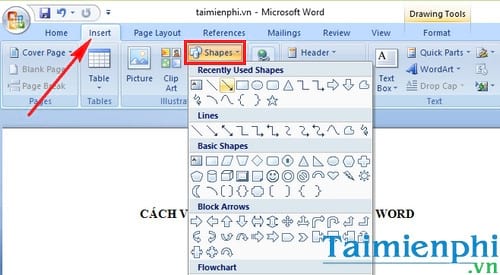 taimienphi.vn - Microsoft Word
Drawing Tools
Home Insert Page Layout References Mailings Review View Format
Cover Page
Blank Page
Page Break
Pages
Table
Tables
Picture
Clip Art
Shapes
Header
Text Box
Quick Parts
WordArt
Drop Cap
Text
Recently Used Shapes
Lines
Basic Shapes
Block Arrows
Flowchart
CÁCH V
WORD
Taimienphi
.vn